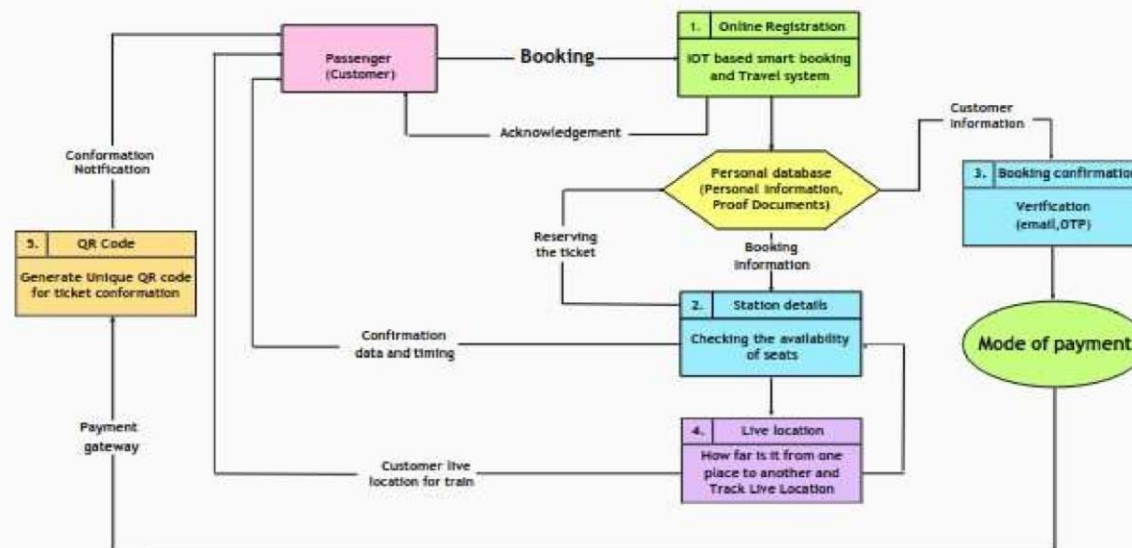 1. Online Registration
IOT based smart booking
and Travel system
Passenger
(Customer)
Booking
Acknowledgement
Customer
Information
Conformation
Notification
Personal database
(Personal Information,
Proof Documents)
3. Booking confirmation
Verification
(email,OTP)
5. QR Code
Generate Unique QR code
for ticket conformation
Reserving
the ticket
Booking
Information
2. Station details
Checking the availability
of seats
Confirmation
data and timing
Mode of payment
Payment
gateway
4. Live location
How far is it from one
place to another and
Track Live Location
Customer live
location for train